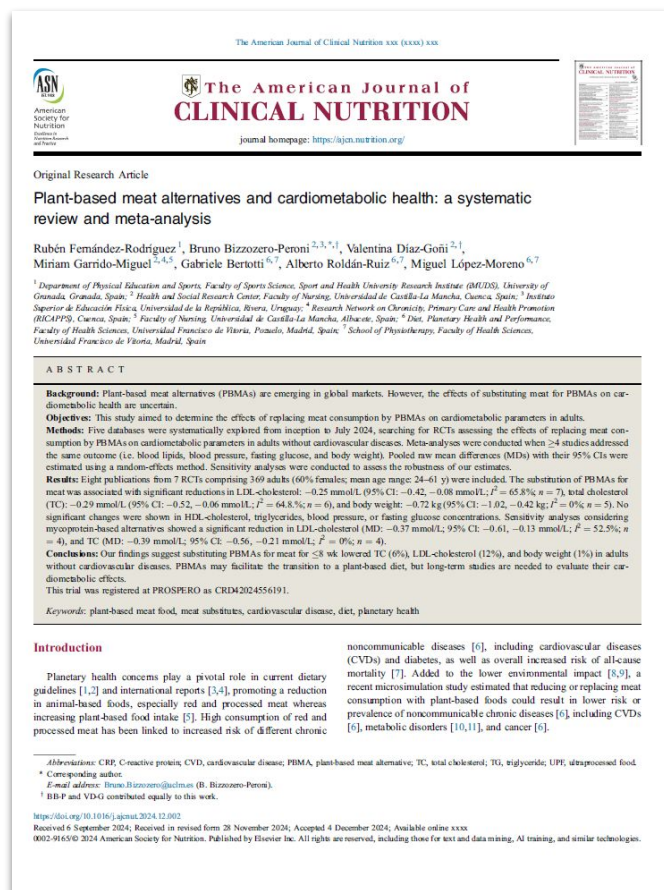 The American Journal of Clinical Nutrition xxx (xxxx) xxx
ASN
American
Society for
Nutrition
Excellence in
Nutrition Research
and Practice
The American Journal of
CLINICAL NUTRITION
journal homepage: https://ajcn.nutrition.org/
CLINICAL NUTRITION
Original Research Article
Plant-based meat alternatives and cardiometabolic health: a systematic
review and meta-analysis
Rubén Fernández-Rodríguez 1, Bruno Bizzozero-Peroni 2,3,*,†, Valentina Díaz-Goñi 2,†,
Miriam Garrido-Miguel 2,4,5, Gabriele Bertotti 6,7, Alberto Roldán-Ruiz 6,7, Miguel López-Moreno 6,7
1 Department of Physical Education and Sports, Faculty of Sports Science, Sport and Health University Research Institute (iMUDS), University of
Granada, Granada, Spain; 2 Health and Social Research Center, Faculty of Nursing, Universidad de Castilla-La Mancha, Cuenca, Spain; 3 Instituto
Superior de Educación Física, Universidad de la República, Rivera, Uruguay; 4 Research Network on Chronicity, Primary Care and Health Promotion
(RICAPPS), Cuenca, Spain; 5 Faculty of Nursing, Universidad de Castilla-La Mancha, Albacete, Spain; 6 Diet, Planetary Health and Performance,
Faculty of Health Sciences, Universidad Francisco de Vitoria, Pozuelo, Madrid, Spain; 7 School of Physiotherapy, Faculty of Health Sciences,
Universidad Francisco de Vitoria, Madrid, Spain
A B S T R A C T
Background: Plant-based meat alternatives (PBMAs) are emerging in global markets. However, the effects of substituting meat for PBMAs on car-
diometabolic health are uncertain.
Objectives: This study aimed to determine the effects of replacing meat consumption by PBMAs on cardiometabolic parameters in adults.
Methods: Five databases were systematically explored from inception to July 2024, searching for RCTs assessing the effects of replacing meat con-
sumption by PBMAs on cardiometabolic parameters in adults without cardiovascular diseases. Meta-analyses were conducted when ≥4 studies addressed
the same outcome (i.e. blood lipids, blood pressure, fasting glucose, and body weight). Pooled raw mean differences (MDs) with their 95% CIs were
estimated using a random-effects method. Sensitivity analyses were conducted to assess the robustness of our estimates.
Results: Eight publications from 7 RCTs comprising 369 adults (60% females; mean age range: 24–61 y) were included. The substitution of PBMAs for
meat was associated with significant reductions in LDL-cholesterol: −0.25 mmol/L (95% CI: −0.42, −0.08 mmol/L; I2 = 65.8%; n = 7), total cholesterol
(TC): −0.29 mmol/L (95% CI: −0.52, −0.06 mmol/L; I2 = 64.8.%; n = 6), and body weight: −0.72 kg (95% CI: −1.02, −0.42 kg; I2 = 0%; n = 5). No
significant changes were shown in HDL-cholesterol, triglycerides, blood pressure, or fasting glucose concentrations. Sensitivity analyses considering
mycoprotein-based alternatives showed a significant reduction in LDL-cholesterol (MD: −0.37 mmol/L; 95% CI: −0.61, −0.13 mmol/L; I2 = 52.5%; n
= 4), and TC (MD: −0.39 mmol/L; 95% CI: −0.56, −0.21 mmol/L; I2 = 0%; n = 4).
Conclusions: Our findings suggest substituting PBMAs for meat for ≤8 wk lowered TC (6%), LDL-cholesterol (12%), and body weight (1%) in adults
without cardiovascular diseases. PBMAs may facilitate the transition to a plant-based diet, but long-term studies are needed to evaluate their car-
diometabolic effects.
This trial was registered at PROSPERO as CRD42024556191.
Keywords: plant-based meat food, meat substitutes, cardiovascular disease, diet, planetary health
Introduction
Planetary health concerns play a pivotal role in current dietary
guidelines [1,2] and international reports [3,4], promoting a reduction
in animal-based foods, especially red and processed meat whereas
increasing plant-based food intake [5]. High consumption of red and
processed meat has been linked to increased risk of different chronic
noncommunicable diseases [6], including cardiovascular diseases
(CVDs) and diabetes, as well as overall increased risk of all-cause
mortality [7]. Added to the lower environmental impact [8,9], a
recent microsimulation study estimated that reducing or replacing meat
consumption with plant-based foods could result in lower risk or
prevalence of noncommunicable chronic diseases [6], including CVDs
[6], metabolic disorders [10,11], and cancer [6].
Abbreviations: CRP, C-reactive protein; CVD, cardiovascular disease; PBMA, plant-based meat alternative; TC, total cholesterol; TG, triglyceride; UPF, ultraprocessed food.
* Corresponding author.
E-mail address: Bruno.Bizzozero@uclm.es (B. Bizzozero-Peroni).
† BB-P and VD-G contributed equally to this work.
https://doi.org/10.1016/j.ajcnut.2024.12.002
Received 6 September 2024; Received in revised form 28 November 2024; Accepted 4 December 2024; Available online xxxx
0002-9165/© 2024 American Society for Nutrition. Published by Elsevier Inc. All rights are reserved, including those for text and data mining, AI training, and similar technologies.